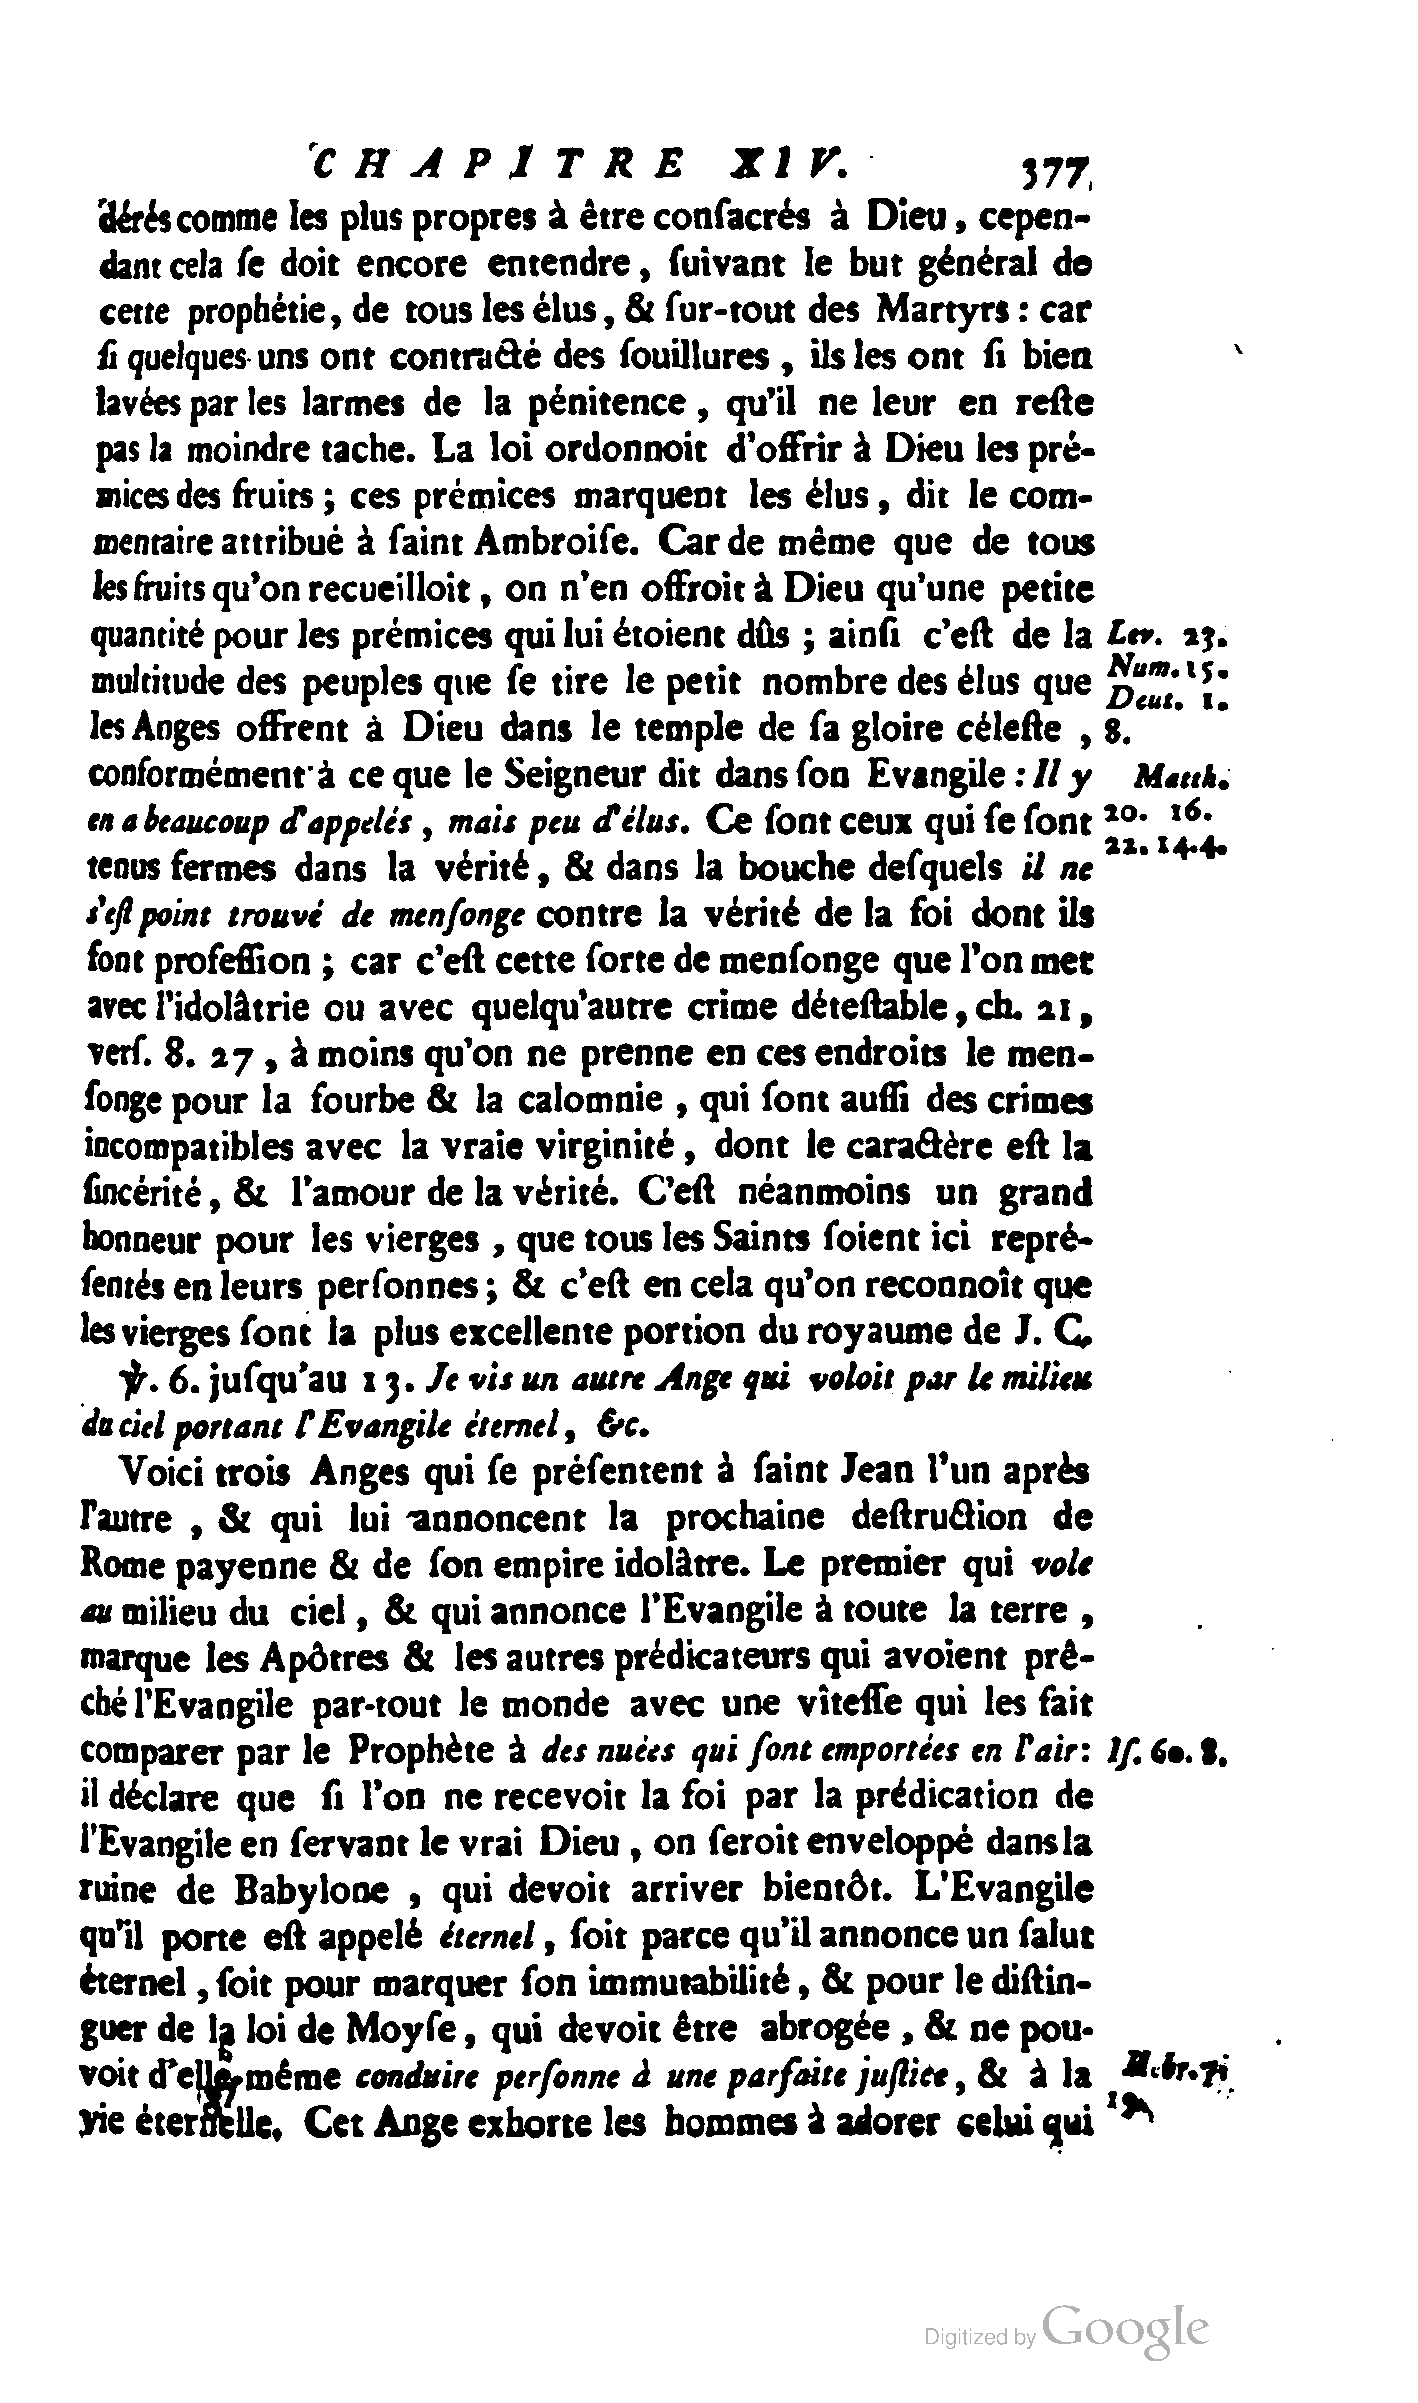 CHAPITRE XIV. 377
dérés comme les plus propres à être conſacrés à Dieu, cepen-
dant cela ſe doit encore entendre, ſuivant le but général de
cette prophétie, de tous les élus, & ſur-tout des Martyrs : car
ſi quelques-uns ont contracté des ſouillures, ils les ont ſi bien
lavées par les larmes de la pénitence, qu'il ne leur en reſte
pas la moindre tache. La loi ordonnoit d'offrir à Dieu les pré-
mices des fruits ; ces prémices marquent les élus, dit le com-
mentaire attribué à ſaint Ambroiſe. Car de même que de tous
les fruits qu'on recueilloit, on n'en offroit à Dieu qu'une petite
quantité pour les prémices qui lui étoient dûs ; ainſi c'eſt de la
Lev. 23.
multitude des peuples que ſe tire le petit nombre des élus que
Num. 15.
Deut. 1.
les Anges offrent à Dieu dans le temple de ſa gloire céleſte,
8.
conformément à ce que le Seigneur dit dans ſon Evangile : Il y
Matth.
en a beaucoup d'appelés, mais peu d'élus. Ce ſont ceux qui ſe ſont
20. 16.
22. 14.4.
tenus fermes dans la vérité, & dans la bouche deſquels il ne
s'eſt point trouvé de menſonge contre la vérité de la foi dont ils
font profeſſion ; car c'eſt cette ſorte de menſonge que l'on met
avec l'idolâtrie ou avec quelqu'autre crime déteſtable, ch. 21,
verſ. 8. 27, à moins qu'on ne prenne en ces endroits le men-
ſonge pour la fourbe & la calomnie, qui ſont auſſi des crimes
incompatibles avec la vraie virginité, dont le caractère eſt la
ſincérité, & l'amour de la vérité. C'eſt néanmoins un grand
honneur pour les vierges, que tous les Saints ſoient ici repré-
ſentés en leurs perſonnes ; & c'eſt en cela qu'on reconnoît que
les vierges ſont la plus excellente portion du royaume de J. C.
℣. 6. juſqu'au 13. Je vis un autre Ange qui voloit par le milieu
du ciel portant l'Evangile éternel, &c.
Voici trois Anges qui ſe préſentent à ſaint Jean l'un après
l'autre, & qui lui annoncent la prochaine deſtruction de
Rome payenne & de ſon empire idolâtre. Le premier qui vole
au milieu du ciel, & qui annonce l'Evangile à toute la terre,
marque les Apôtres & les autres prédicateurs qui avoient prê-
ché l'Evangile par-tout le monde avec une vîteſſe qui les fait
comparer par le Prophète à des nuées qui ſont emportées en l'air :
Iſ. 60. 8.
il déclare que ſi l'on ne recevoit la foi par la prédication de
l'Evangile en ſervant le vrai Dieu, on ſeroit enveloppé dans la
ruine de Babylone, qui devoit arriver bientôt. L'Evangile
qu'il porte eſt appelé éternel, ſoit parce qu'il annonce un ſalut
éternel, ſoit pour marquer ſon immutabilité, & pour le diſtin-
guer de la loi de Moyſe, qui devoit être abrogée, & ne pou-
voit d'elle-même conduire perſonne à une parfaite juſtice, & à la
Hebr. 7.
vie éternelle. Cet Ange exhorte les hommes à adorer celui qui
Digitized by Google